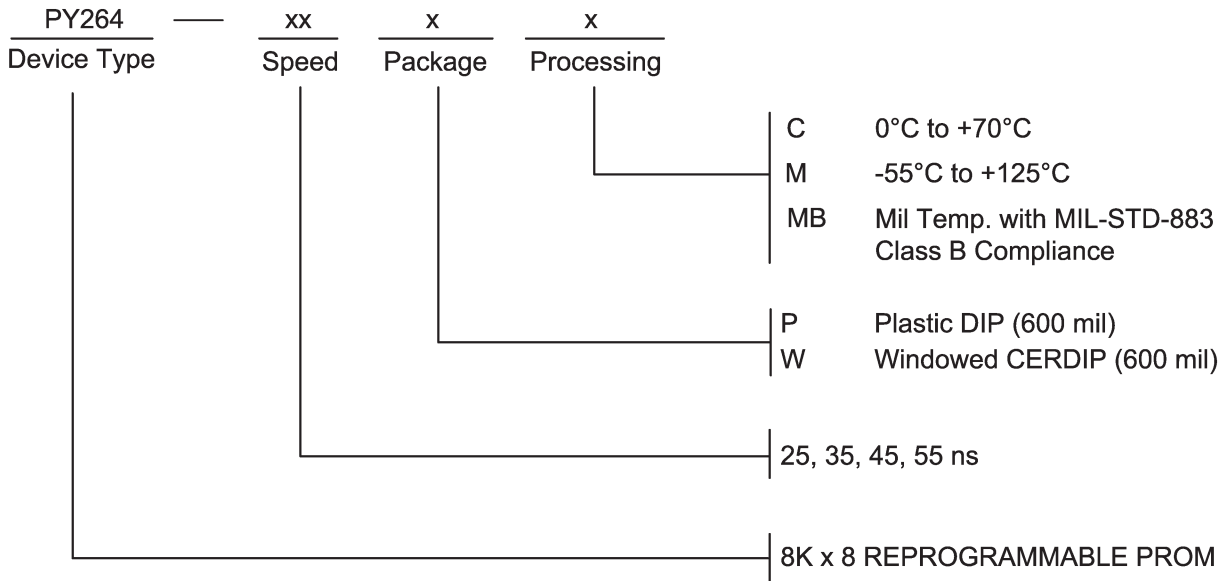 PY264 — xx x x
Device Type Speed Package Processing
C 0°C to +70°C
M -55°C to +125°C
MB Mil Temp. with MIL-STD-883
Class B Compliance
P Plastic DIP (600 mil)
W Windowed CERDIP (600 mil)
25, 35, 45, 55 ns
8K x 8 REPROGRAMMABLE PROM